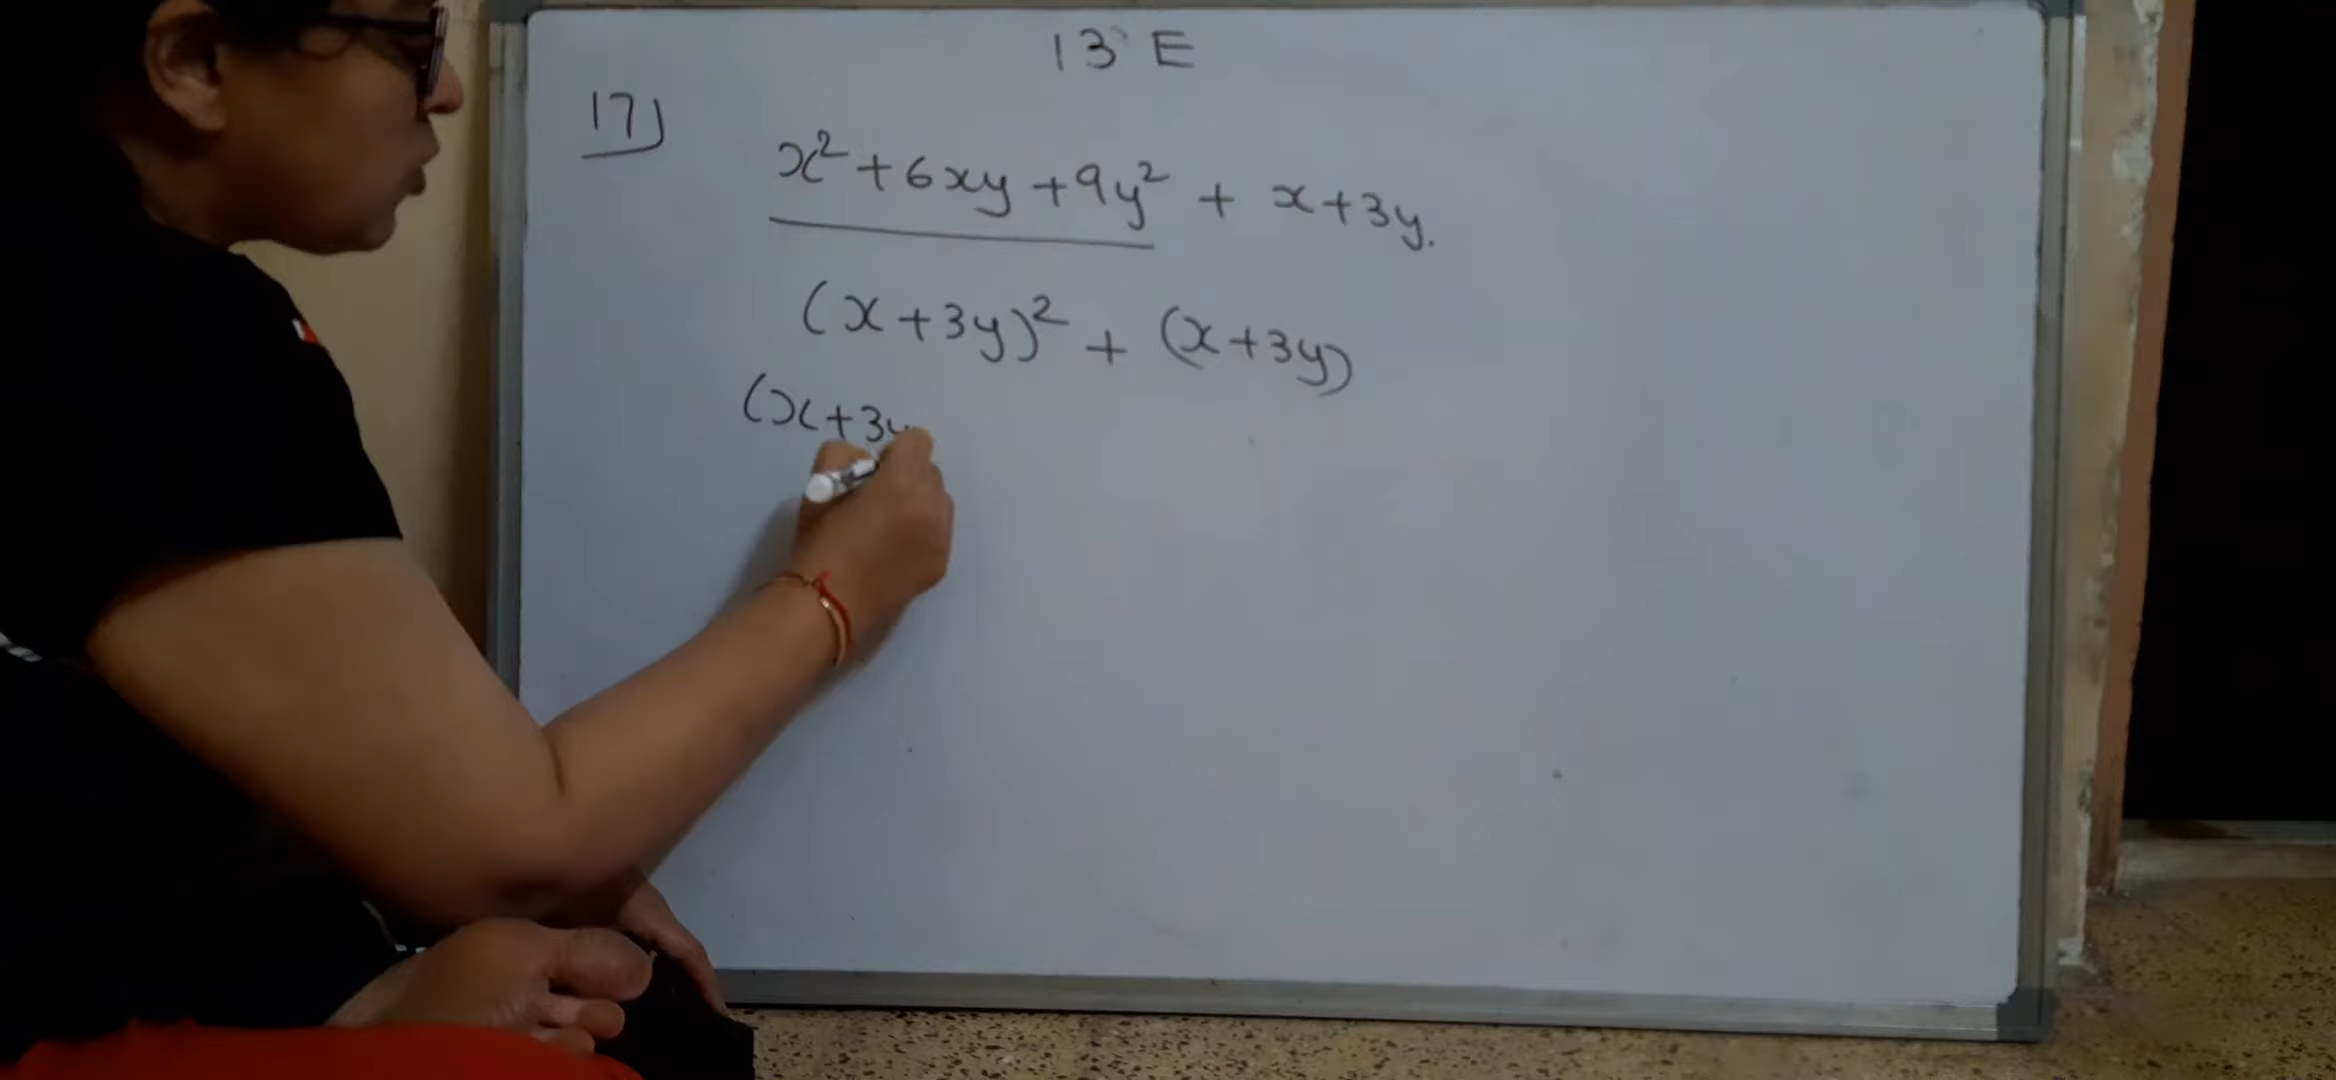 13 E
17)
x² + 6xy + 9y² + x + 3y.
(x + 3y)² + (x + 3y)
(x + 3y